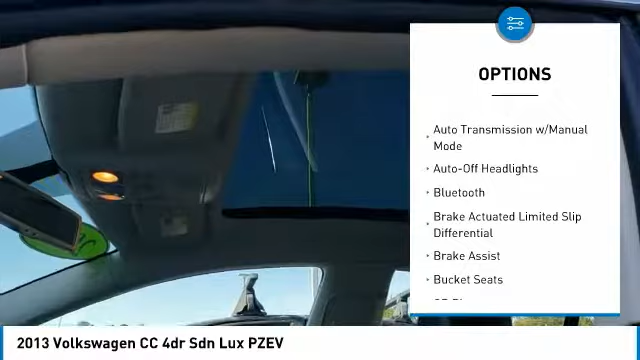 OPTIONS
Auto Transmission w/Manual
Mode
Auto-Off Headlights
Bluetooth
Brake Actuated Limited Slip
Differential
Brake Assist
Bucket Seats
2013 Volkswagen CC 4dr Sdn Lux PZEV